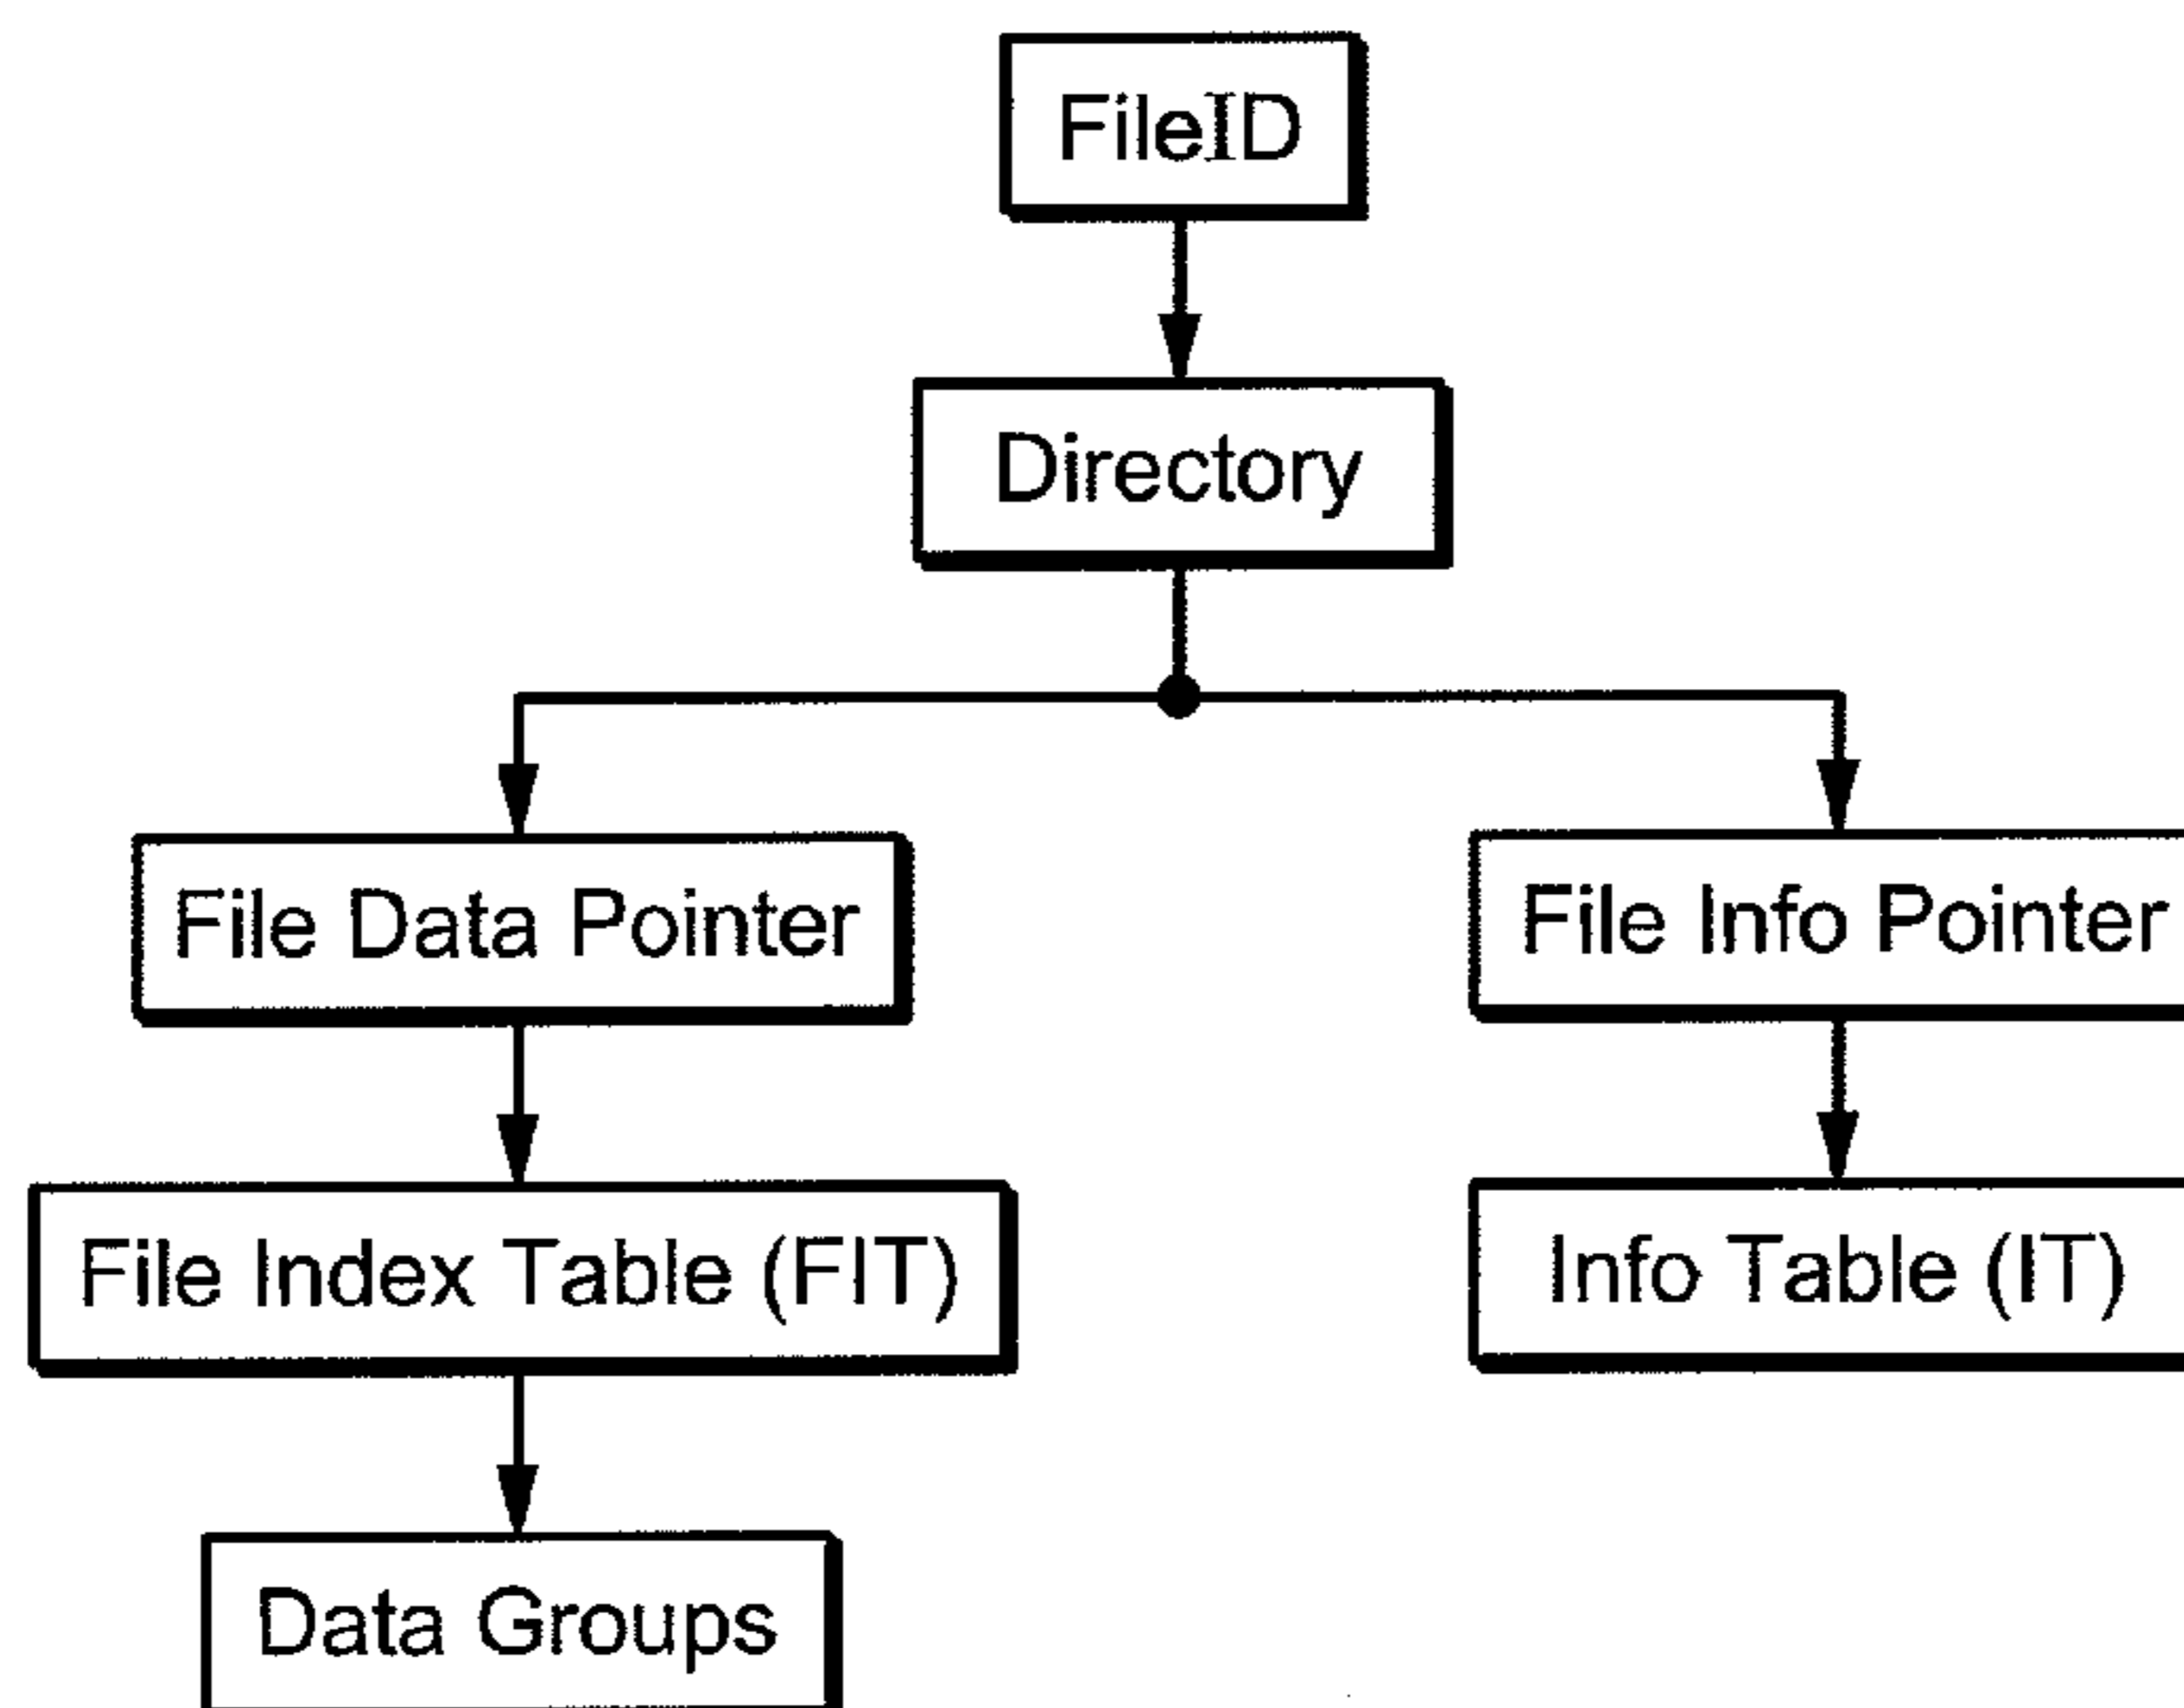 FileID
Directory
File Data Pointer
File Info Pointer
File Index Table (FIT)
Info Table (IT)
Data Groups